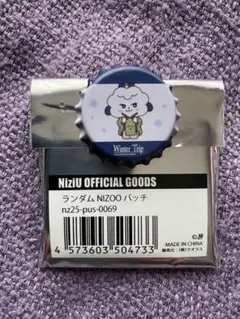 Winter Trip
NiziU OFFICIAL GOODS
ランダム NIZOO バッチ
nz25-pus-0069
4 573603 504733
MADE IN CHINA